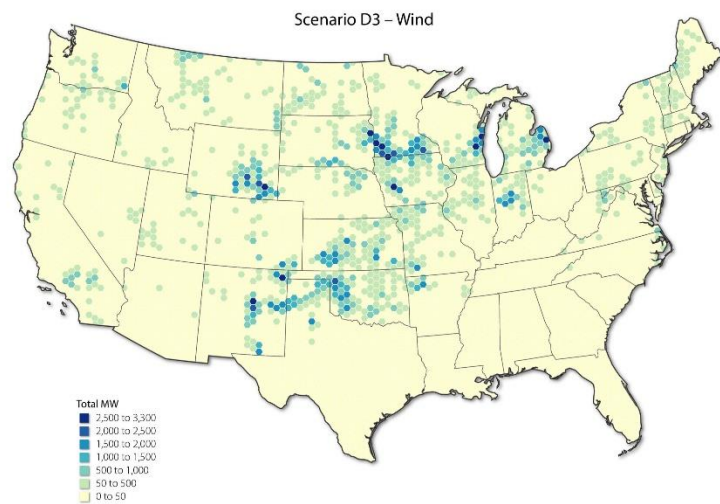 Scenario D3 – Wind
Total MW
2,500 to 3,300
2,000 to 2,500
1,500 to 2,000
1,000 to 1,500
500 to 1,000
50 to 500
0 to 50